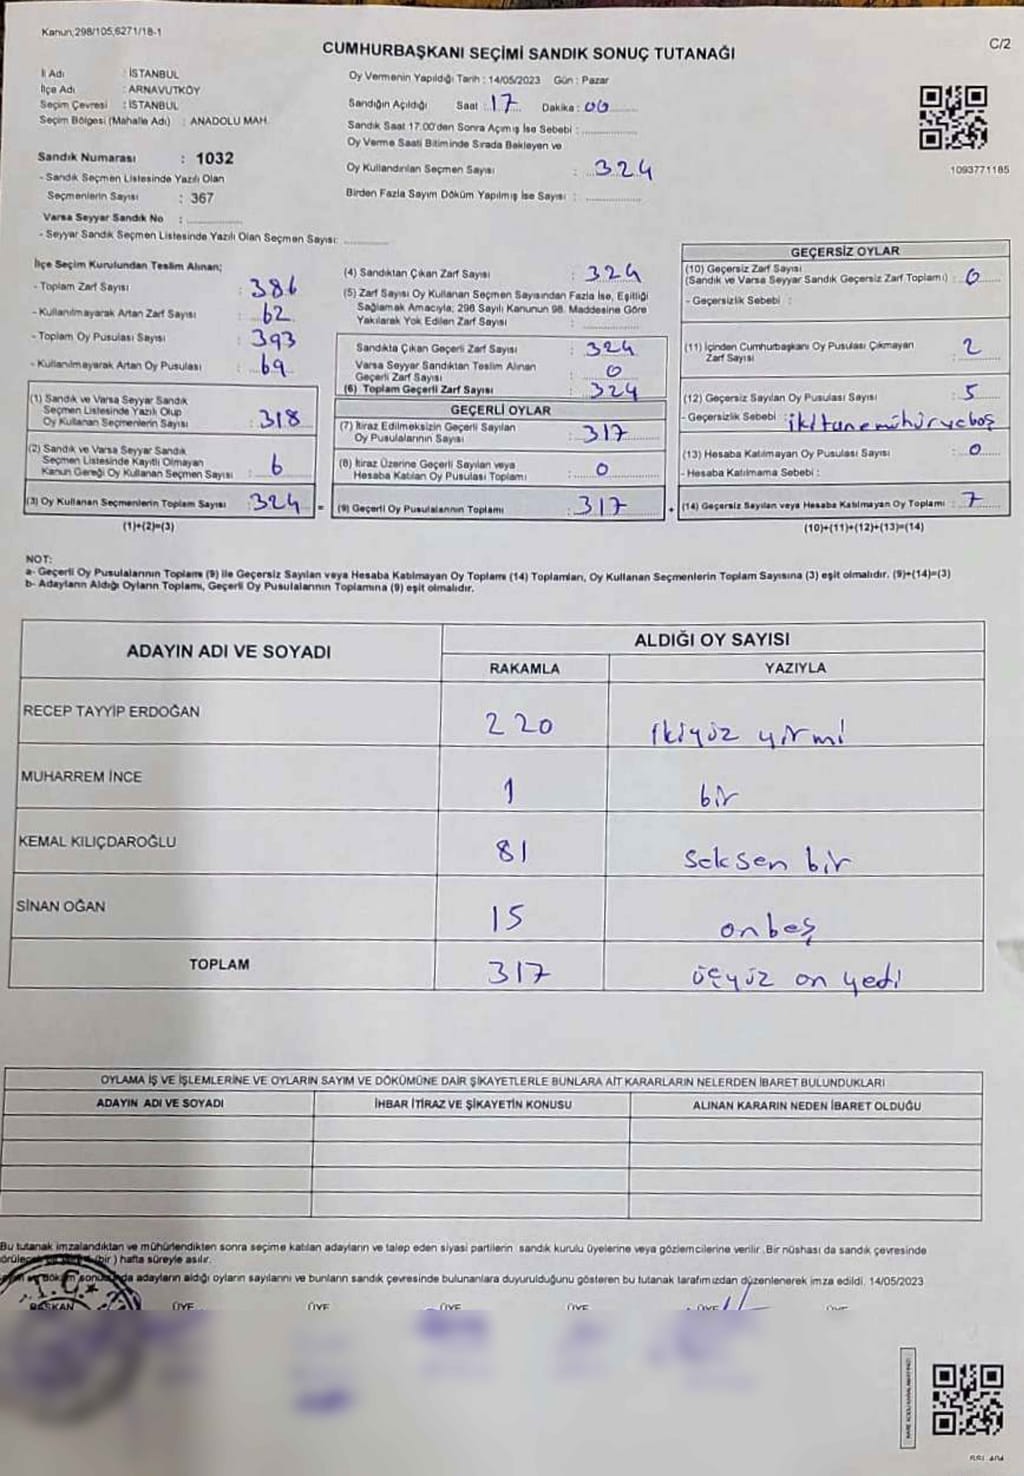 Kanun;298/105,6271/18-1
C/2
CUMHURBAŞKANI SEÇİMİ SANDIK SONUÇ TUTANAĞI
İl Adı : İSTANBUL
İlçe Adı : ARNAVUTKÖY
Seçim Çevresi : İSTANBUL
Seçim Bölgesi (Mahalle Adı) : ANADOLU MAH.
Sandık Numarası : 1032
- Sandık Seçmen Listesinde Yazılı Olan
Seçmenlerin Sayısı : 367
Varsa Seyyar Sandık No :
- Seyyar Sandık Seçmen Listesinde Yazılı Olan Seçmen Sayısı:
Oy Vermenin Yapıldığı Tarih : 14/05/2023 Gün : Pazar
Sandığın Açıldığı Saat : 17 Dakika : 00
Sandık Saat 17:00'den Sonra Açımış İse Sebebi :
Oy Verme Saati Bitiminde Sırada Bekleyen ve
Oy Kullandırılan Seçmen Sayısı : 324
Birden Fazla Sayım Döküm Yapılmış İse Sayısı :
1093771185
İlçe Seçim Kurulundan Teslim Alınan;
- Toplam Zarf Sayısı : 386
- Kullanılmayarak Artan Zarf Sayısı : 62
- Toplam Oy Pusulası Sayısı : 393
- Kullanılmayarak Artan Oy Pusulası : 69
(1) Sandık ve Varsa Seyyar Sandık
Seçmen Listesinde Yazılı Olup
Oy Kullanan Seçmenlerin Sayısı : 318
(2) Sandık ve Varsa Seyyar Sandık
Seçmen Listesinde Kayıtlı Olmayan
Kanun Gereği Oy Kullanan Seçmen Sayısı : 6
(3) Oy Kullanan Seçmenlerin Toplam Sayısı : 324 =
(1)+(2)=(3)
(4) Sandıktan Çıkan Zarf Sayısı : 324
(5) Zarf Sayısı Oy Kullanan Seçmen Sayısından Fazla İse, Eşitliği
Sağlamak Amacıyla; 298 Sayılı Kanunun 98. Maddesine Göre
Yakılarak Yok Edilen Zarf Sayısı :
Sandıkta Çıkan Geçerli Zarf Sayısı : 324
Varsa Seyyar Sandıktan Teslim Alınan
Geçerli Zarf Sayısı : 0
(6) Toplam Geçerli Zarf Sayısı : 324
GEÇERLİ OYLAR
(7) İtiraz Edilmeksizin Geçerli Sayılan
Oy Pusulalarının Sayısı : 317
(8) İtiraz Üzerine Geçerli Sayılan veya
Hesaba Katılan Oy Pusulası Toplamı : 0
(9) Geçerli Oy Pusulalarının Toplamı : 317 +
GEÇERSİZ OYLAR
(10) Geçersiz Zarf Sayısı
(Sandık ve Varsa Seyyar Sandık Geçersiz Zarf Toplamı) : 0
- Geçersizlik Sebebi :
(11) İçinden Cumhurbaşkanı Oy Pusulası Çıkmayan
Zarf Sayısı : 2
(12) Geçersiz Sayılan Oy Pusulası Sayısı : 5
- Geçersizlik Sebebi : iki tane mühür ve boş
(13) Hesaba Katılmayan Oy Pusulası Sayısı : 0
- Hesaba Katılmama Sebebi :
(14) Geçersiz Sayılan veya Hesaba Katılmayan Oy Toplamı : 7
(10)+(11)+(12)+(13)=(14)
NOT:
a- Geçerli Oy Pusulalarının Toplamı (9) ile Geçersiz Sayılan veya Hesaba Katılmayan Oy Toplamı (14) Toplamları, Oy Kullanan Seçmenlerin Toplam Sayısına (3) eşit olmalıdır. (9)+(14)=(3)
b- Adayların Aldığı Oyların Toplamı, Geçerli Oy Pusulalarının Toplamına (9) eşit olmalıdır.
ADAYIN ADI VE SOYADI ALDIĞI OY SAYISI
RAKAMLA YAZIYLA
RECEP TAYYİP ERDOĞAN 220 ikiyüz yirmi
MUHARREM İNCE 1 bir
KEMAL KILIÇDAROĞLU 81 seksen bir
SİNAN OĞAN 15 onbeş
TOPLAM 317 üçyüz on yedi
OYLAMA İŞ VE İŞLEMLERİNE VE OYLARIN SAYIM VE DÖKÜMÜNE DAİR ŞİKAYETLERLE BUNLARA AİT KARARLARIN NELERDEN İBARET BULUNDUKLARI
ADAYIN ADI VE SOYADI İHBAR İTİRAZ VE ŞİKAYETİN KONUSU ALINAN KARARIN NEDEN İBARET OLDUĞU
Bu tutanak imzalandıktan ve mühürlendikten sonra seçime katılan adayların ve talep eden siyasi partilerin sandık kurulu üyelerine veya gözlemcilerine verilir. Bir nüshası da sandık çevresinde
(bir) hafta süreyle asılır.
adayların aldığı oyların sayılarını ve bunların sandık çevresinde bulunanlara duyurulduğunu gösteren bu tutanak tarafımızdan düzenlenerek imza edildi. 14/05/2023
T.C.
BAŞKAN ÜYE ÜYE ÜYE ÜYE ÜYE ÜYE